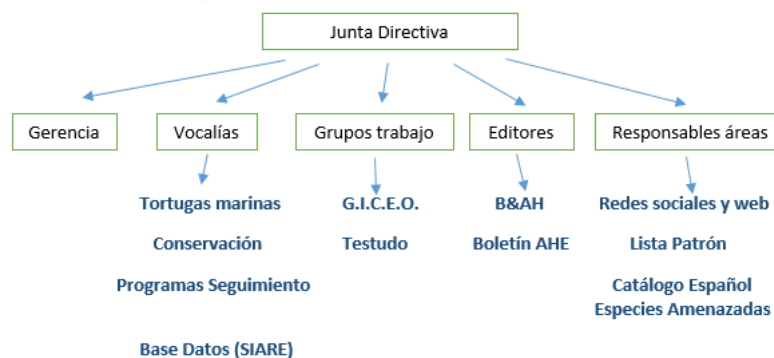 Junta Directiva
Gerencia
Vocalías
Grupos trabajo
Editores
Responsables áreas
Tortugas marinas
G.I.C.E.O.
B&AH
Redes sociales y web
Conservación
Testudo
Boletín AHE
Lista Patrón
Programas Seguimiento
Catálogo Español
Especies Amenazadas
Base Datos (SIARE)